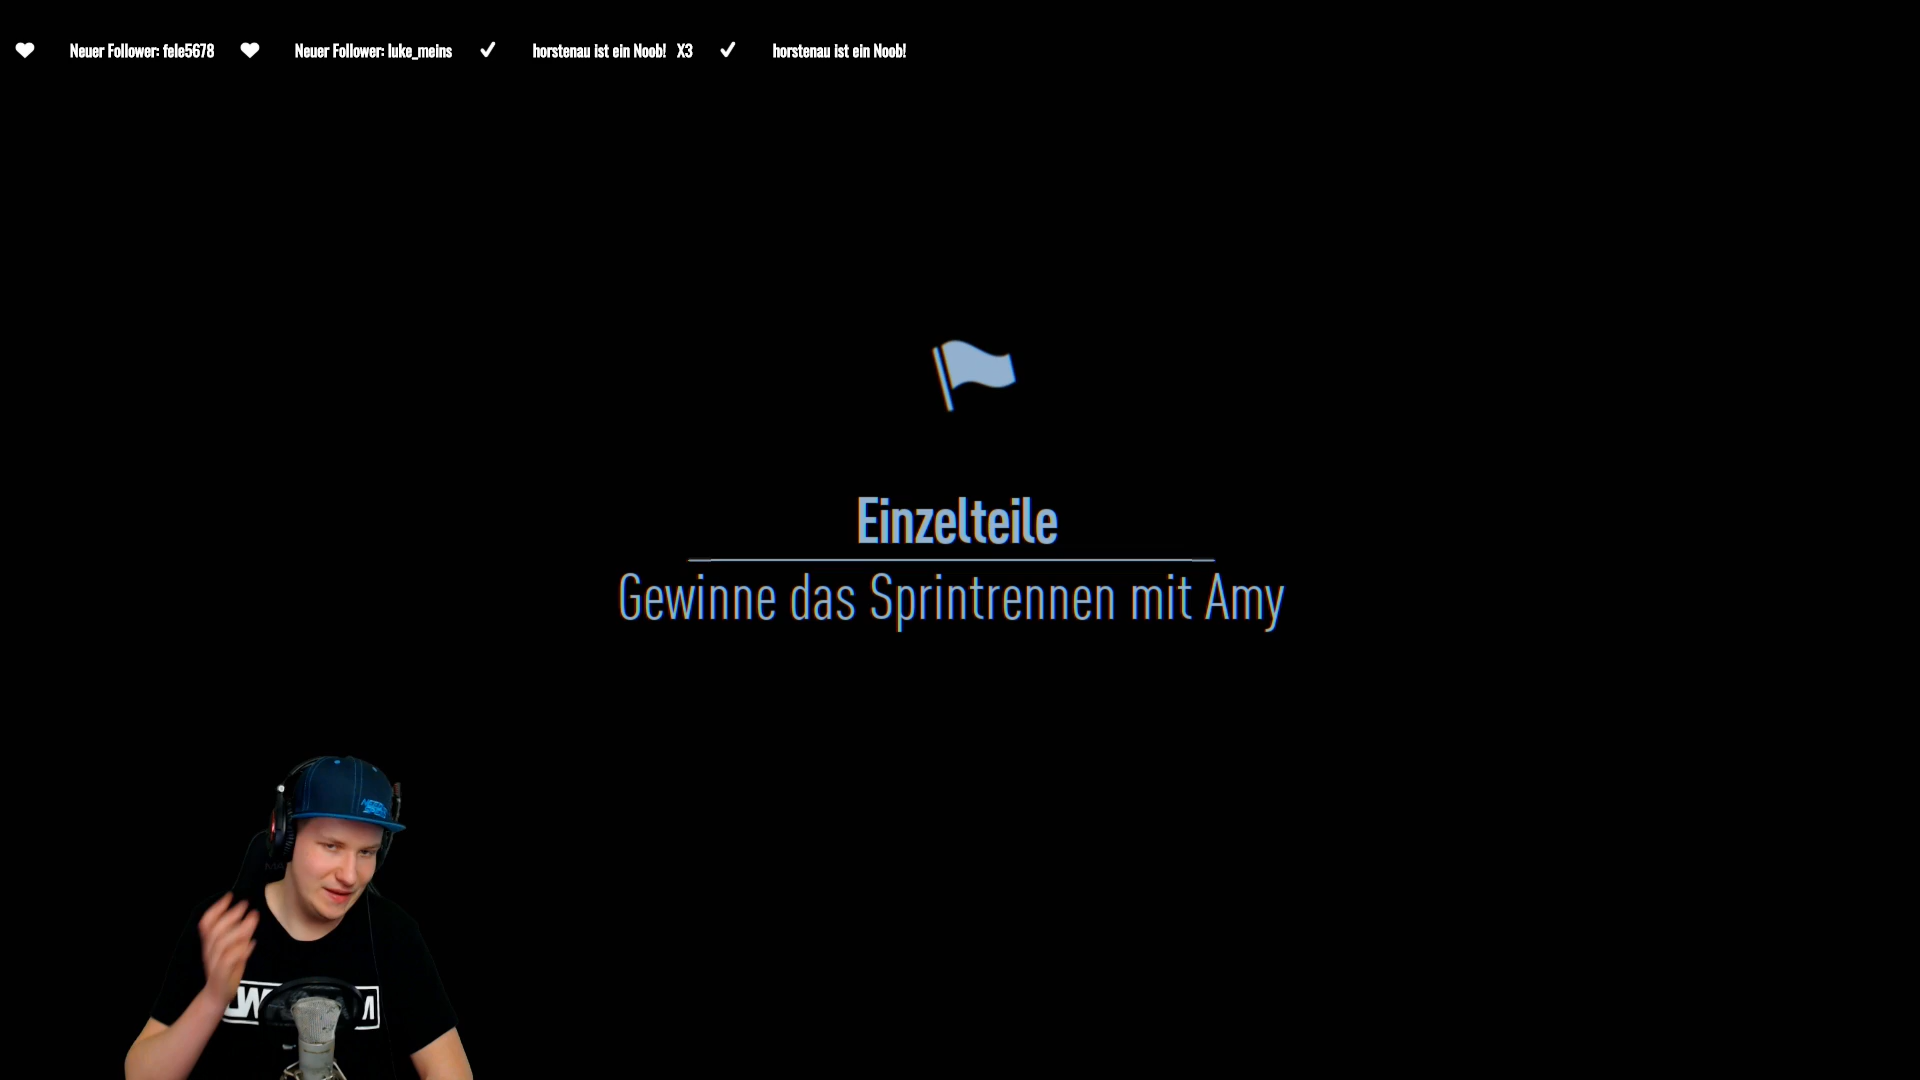 Neuer Follower: fele5678 Neuer Follower: luke_meins horstenau ist ein Noob! X3 horstenau ist ein Noob!
Einzelteile
Gewinne das Sprintrennen mit Amy